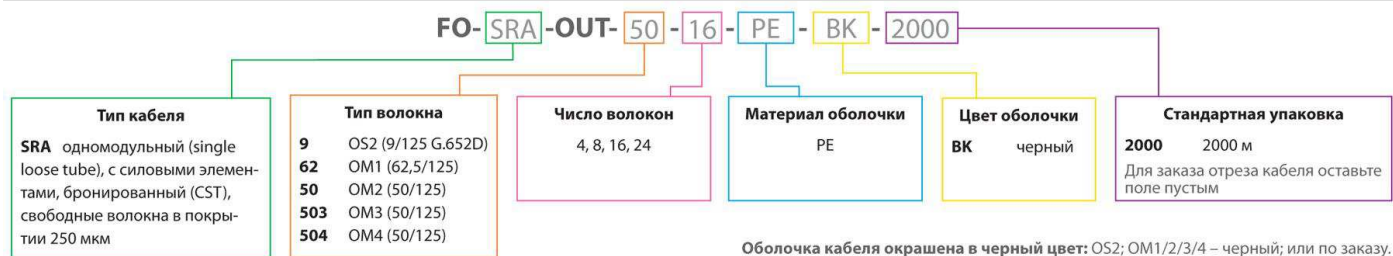 FO- SRA -OUT- 50 - 16 - PE - BK - 2000
Тип кабеля
SRA одномодульный (single
loose tube), с силовыми элемен-
тами, бронированный (CST),
свободные волокна в покры-
тии 250 мкм
Тип волокна
9 OS2 (9/125 G.652D)
62 OM1 (62,5/125)
50 OM2 (50/125)
503 OM3 (50/125)
504 OM4 (50/125)
Число волокон
4, 8, 16, 24
Материал оболочки
PE
Цвет оболочки
BK черный
Стандартная упаковка
2000 2000 м
Для заказа отреза кабеля оставьте
поле пустым
Оболочка кабеля окрашена в черный цвет: OS2; OM1/2/3/4 – черный; или по заказу.